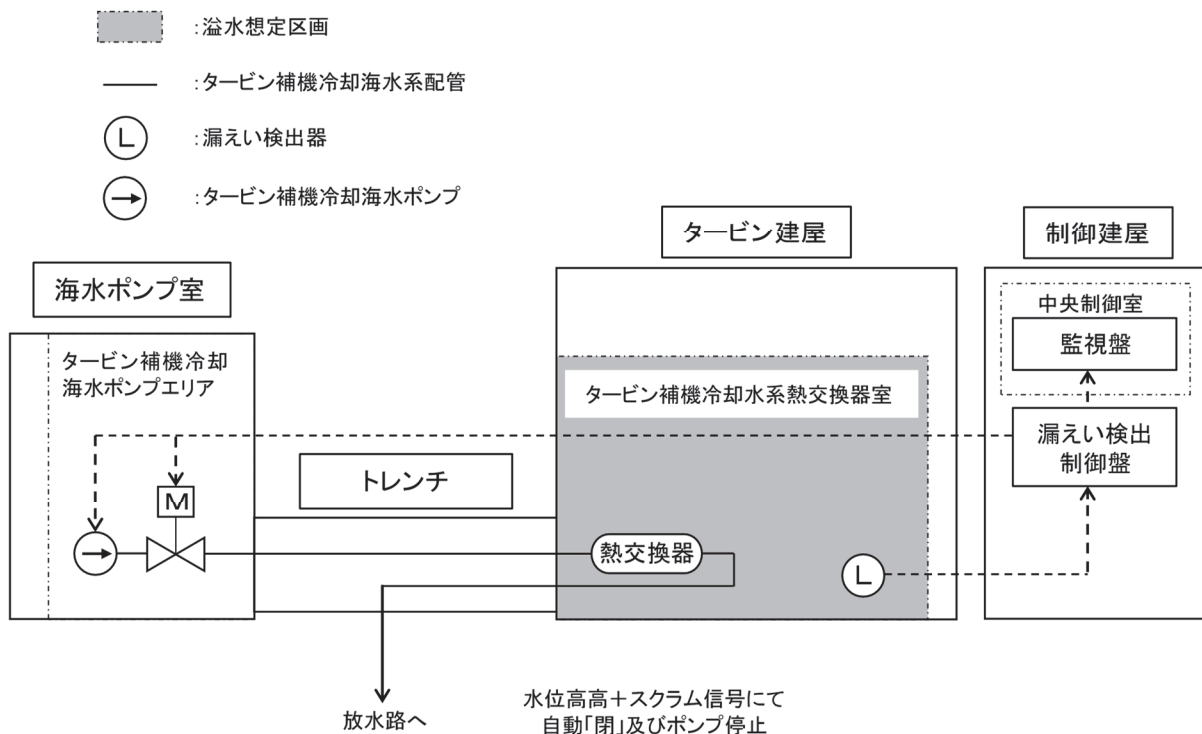 :溢水想定区画
:タービン補機冷却海水系配管
L
:漏えい検出器
:タービン補機冷却海水ポンプ
タービン建屋
制御建屋
海水ポンプ室
中央制御室
監視盤
タービン補機冷却
海水ポンプエリア
タービン補機冷却水系熱交換器室
漏えい検出
制御盤
トレンチ
M
熱交換器
L
放水路へ
水位高高+スクラム信号にて
自動「閉」及びポンプ停止